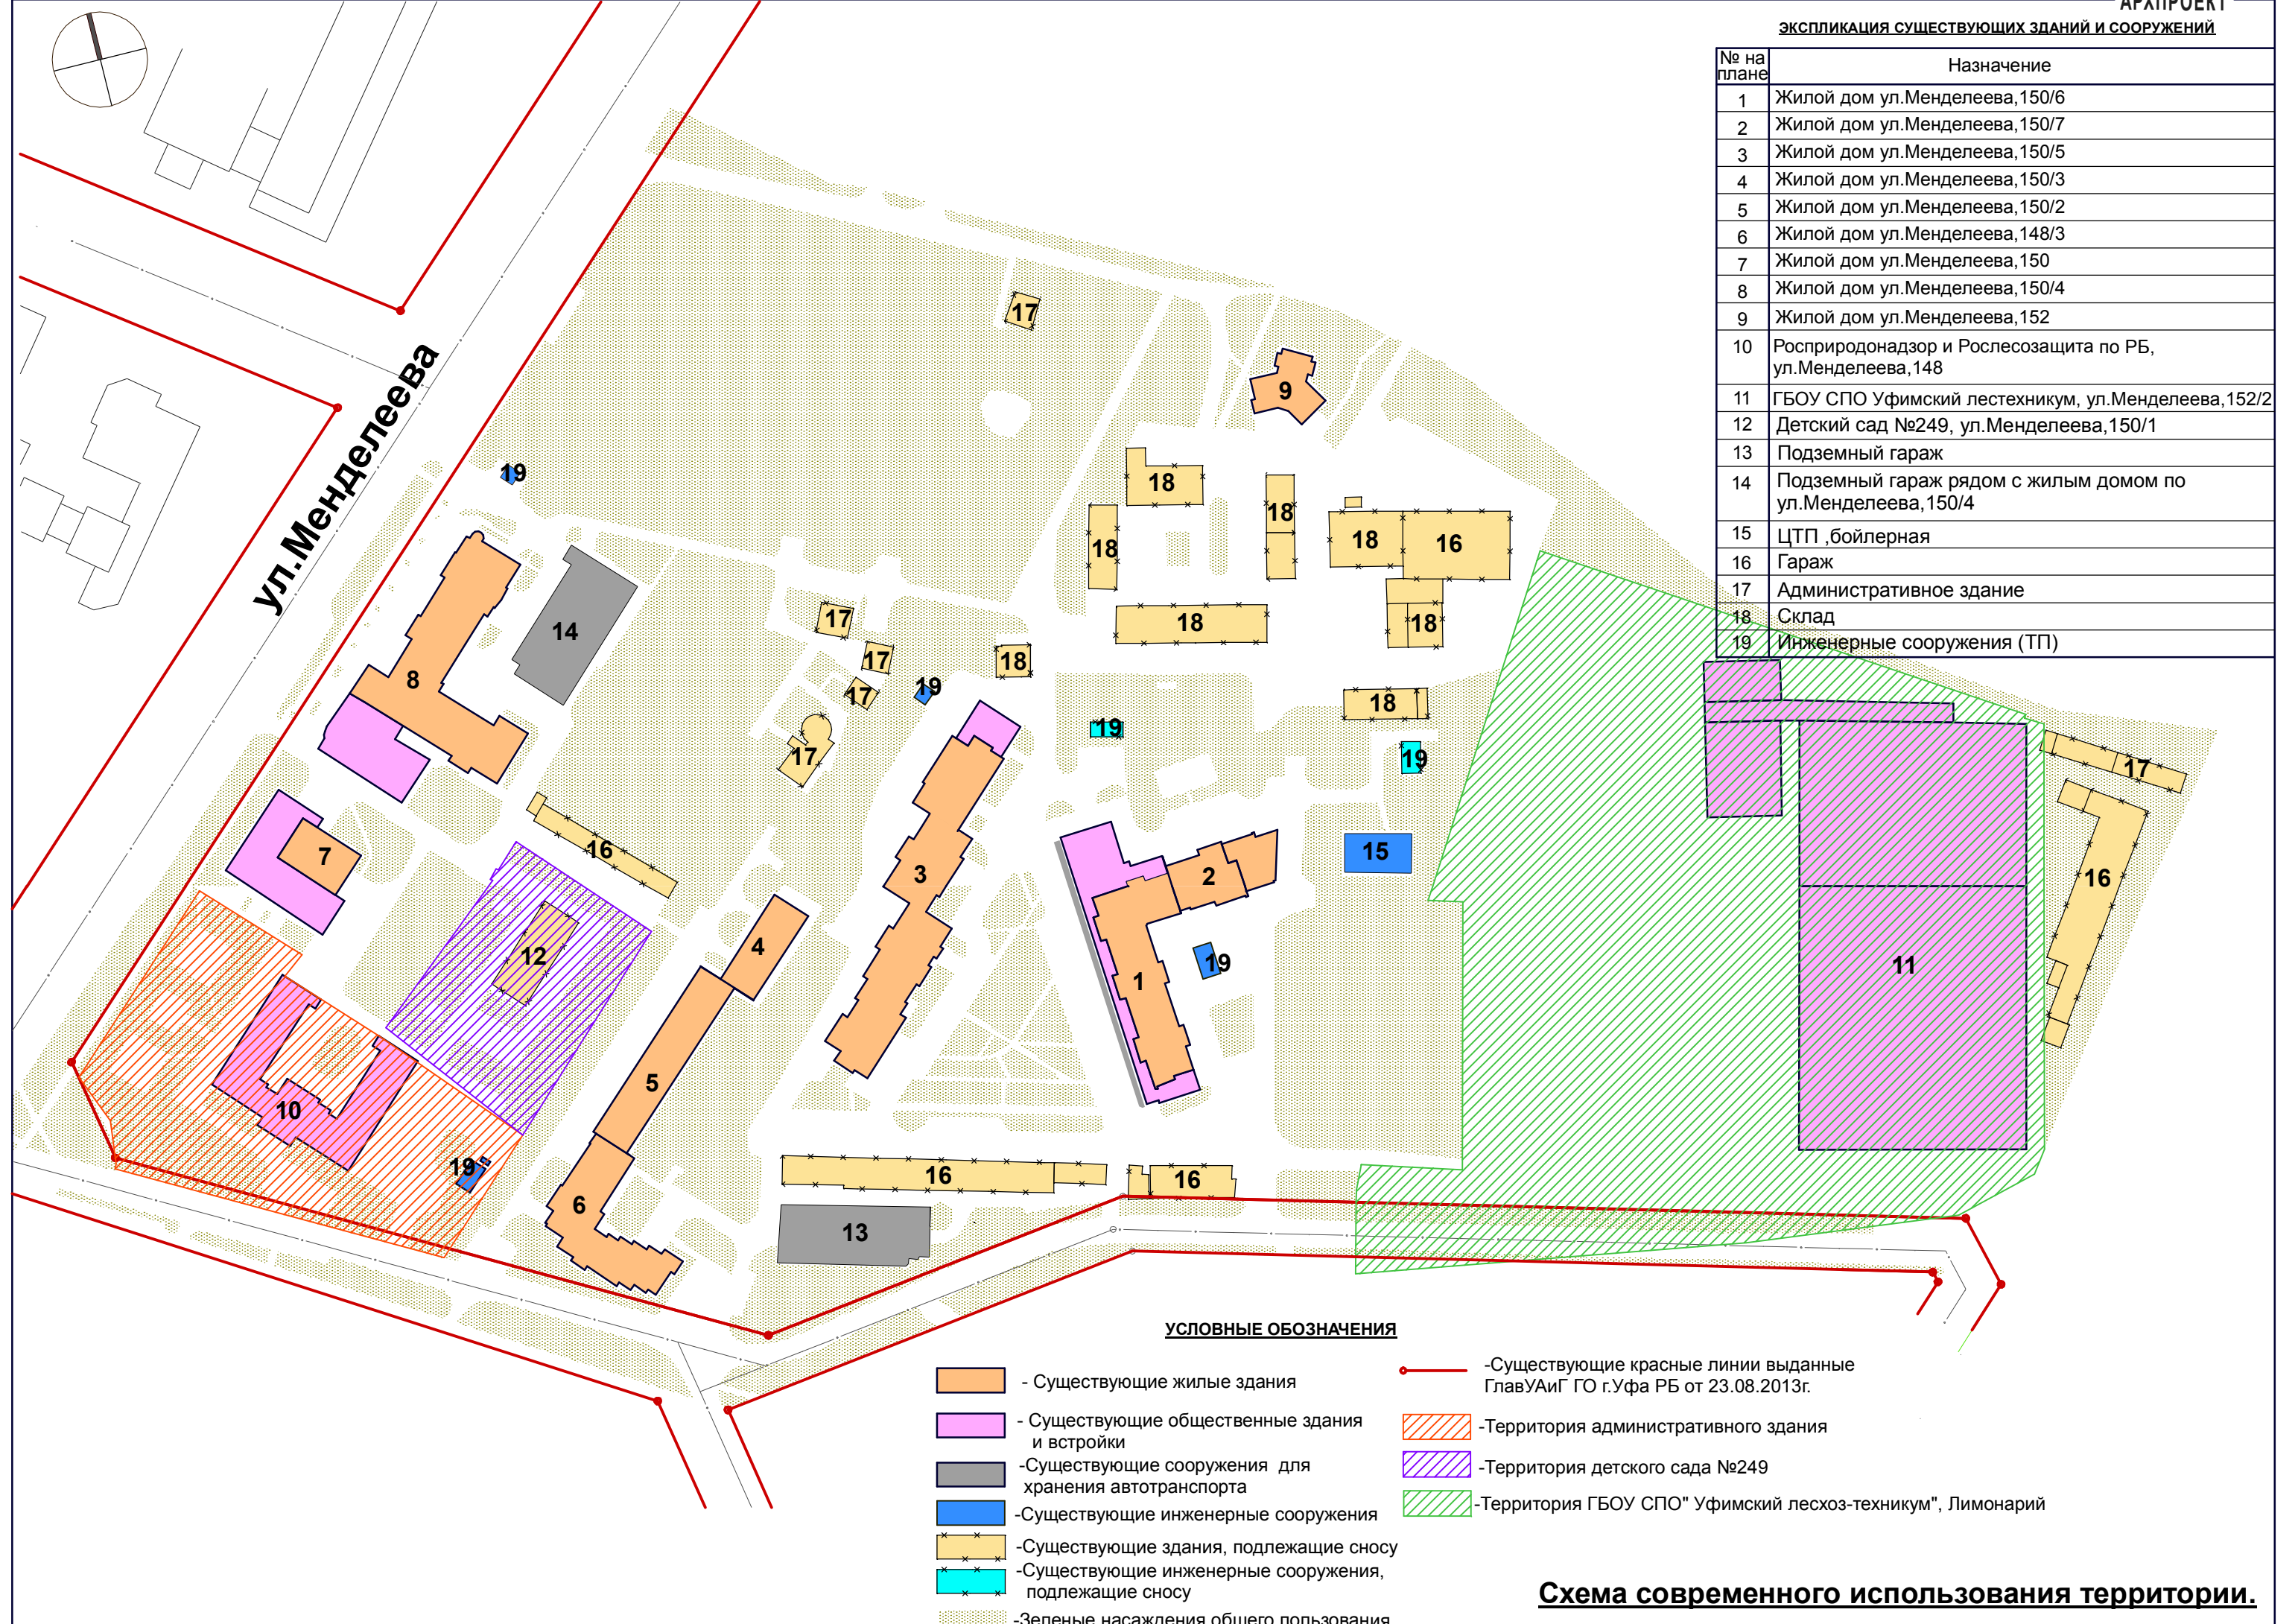 АРХПРОЕКТ
ЭКСПЛИКАЦИЯ СУЩЕСТВУЮЩИХ ЗДАНИЙ И СООРУЖЕНИЙ
№ на плане Назначение
1 Жилой дом ул.Менделеева,150/6
2 Жилой дом ул.Менделеева,150/7
3 Жилой дом ул.Менделеева,150/5
4 Жилой дом ул.Менделеева,150/3
5 Жилой дом ул.Менделеева,150/2
6 Жилой дом ул.Менделеева,148/3
7 Жилой дом ул.Менделеева,150
8 Жилой дом ул.Менделеева,150/4
9 Жилой дом ул.Менделеева,152
10 Росприродонадзор и Рослесозащита по РБ,
ул.Менделеева,148
11 ГБОУ СПО Уфимский лестехникум, ул.Менделеева,152/2
12 Детский сад №249, ул.Менделеева,150/1
13 Подземный гараж
14 Подземный гараж рядом с жилым домом по
ул.Менделеева,150/4
15 ЦТП ,бойлерная
16 Гараж
17 Административное здание
18 Склад
19 Инженерные сооружения (ТП)
ул.Менделеева
17
9
19
18
18
18
18
16
14
17
18
18
17
18
8
17
19
18
17
19
19
17
7
16
3
2
15
16
12
4
19
1
11
5
10
19
16
16
6
13
УСЛОВНЫЕ ОБОЗНАЧЕНИЯ
- Существующие жилые здания
- Существующие общественные здания
и встройки
-Существующие сооружения для
хранения автотранспорта
-Существующие инженерные сооружения
-Существующие здания, подлежащие сносу
-Существующие инженерные сооружения,
подлежащие сносу
-Зеленые насаждения общего пользования
-Существующие красные линии выданные
ГлавУАиГ ГО г.Уфа РБ от 23.08.2013г.
-Территория административного здания
-Территория детского сада №249
-Территория ГБОУ СПО" Уфимский лесхоз-техникум", Лимонарий
Схема современного использования территории.